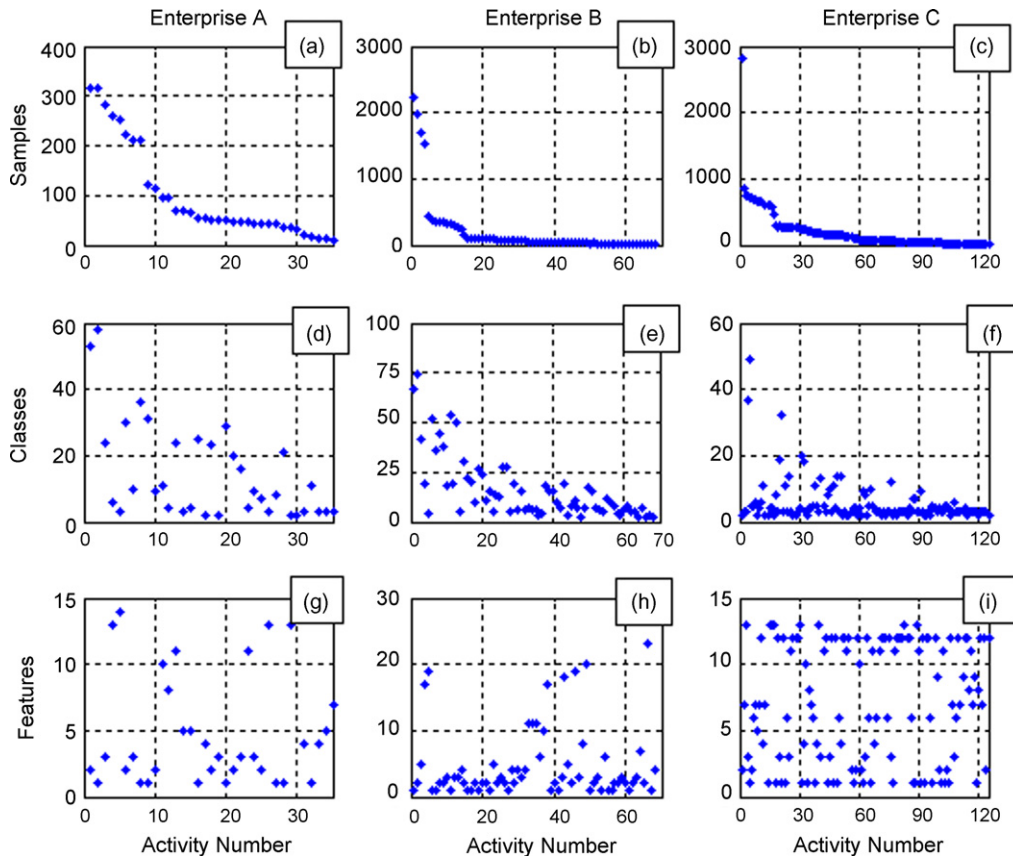 Enterprise A
Enterprise B
Enterprise C
(a)
(b)
(c)
Samples
400
300
200
100
0
0 10 20 30
3000
2000
1000
0
0 20 40 60
3000
2000
1000
0
0 30 60 90 120
(d)
(e)
(f)
Classes
60
40
20
0
0 10 20 30
100
75
50
25
0
0 20 40 60 70
60
40
20
0
0 30 60 90 120
(g)
(h)
(i)
Features
15
10
5
0
0 10 20 30
30
20
10
0
0 20 40 60
15
10
5
0
0 30 60 90 120
Activity Number
Activity Number
Activity Number